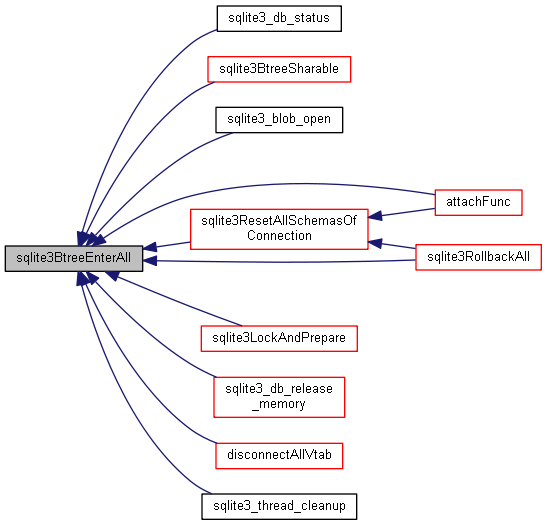 sqlite3_db_status
sqlite3BtreeSharable
sqlite3_blob_open
attachFunc
sqlite3ResetAllSchemasOf
Connection
sqlite3BtreeEnterAll
sqlite3RollbackAll
sqlite3LockAndPrepare
sqlite3_db_release
_memory
disconnectAllVtab
sqlite3_thread_cleanup